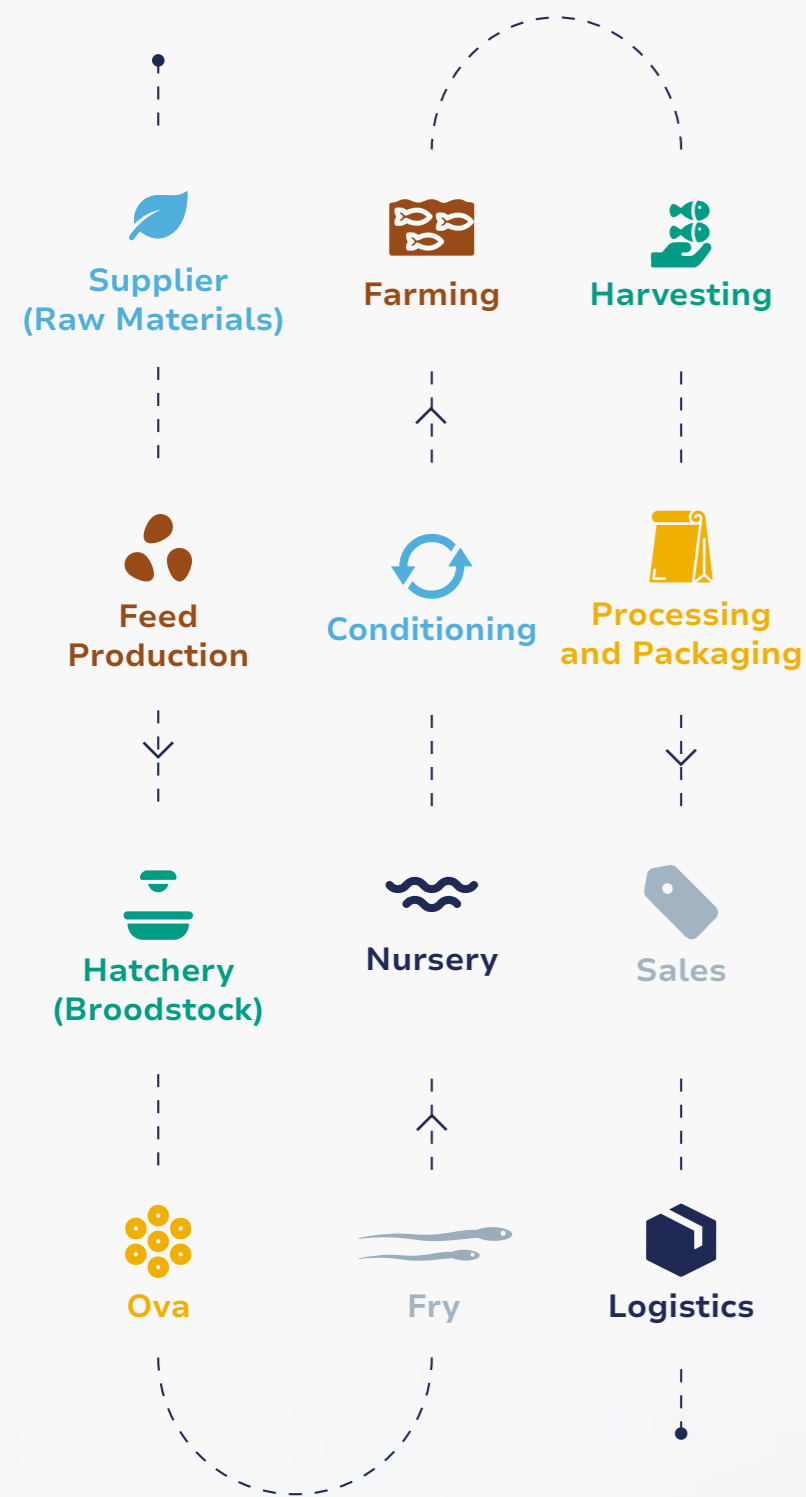 Supplier
(Raw Materials)
Feed
Production
Hatchery
(Broodstock)
Ova
Fry
Nursery
Conditioning
Farming
Harvesting
Processing
and Packaging
Sales
Logistics